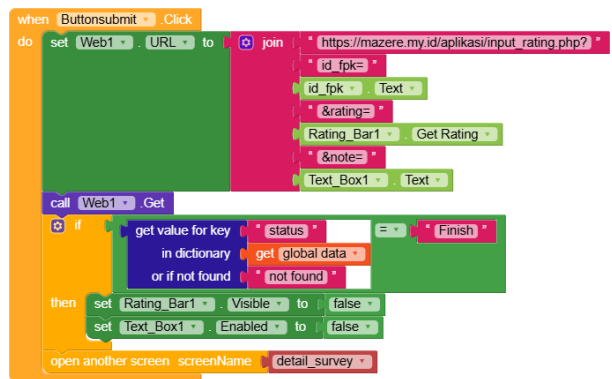 when Buttonsubmit .Click
do set Web1 . URL to join " https://mazere.my.id/aplikasi/input_rating.php? "
" id_fpk= "
id_fpk . Text
" &rating= "
Rating_Bar1 . Get Rating
" &note= "
Text_Box1 . Text
call Web1 .Get
if get value for key " status " = " Finish "
in dictionary get global data
or if not found " not found "
then set Rating_Bar1 . Visible to false
set Text_Box1 . Enabled to false
open another screen screenName detail_survey